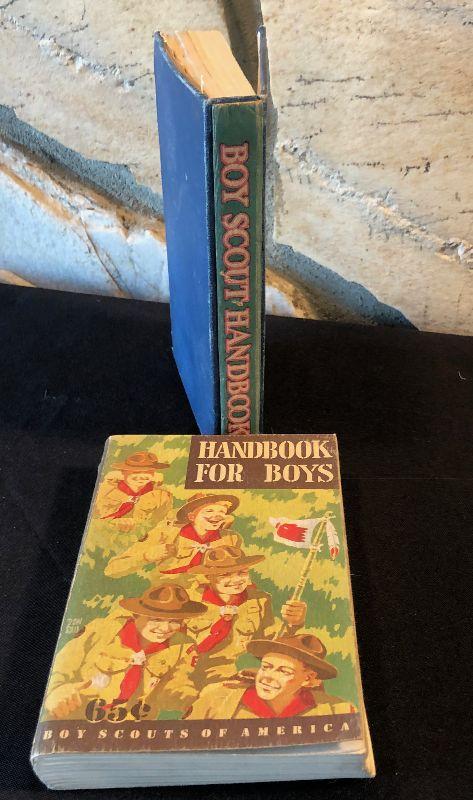 BOY SCOUT HANDBOOK
HANDBOOK
FOR BOYS
65¢
BOY SCOUTS OF AMERICA